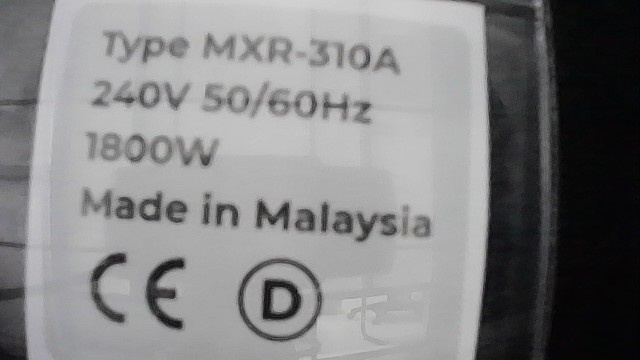 Type MXR-310A
240V 50/60Hz
1800W
Made in Malaysia
CE D